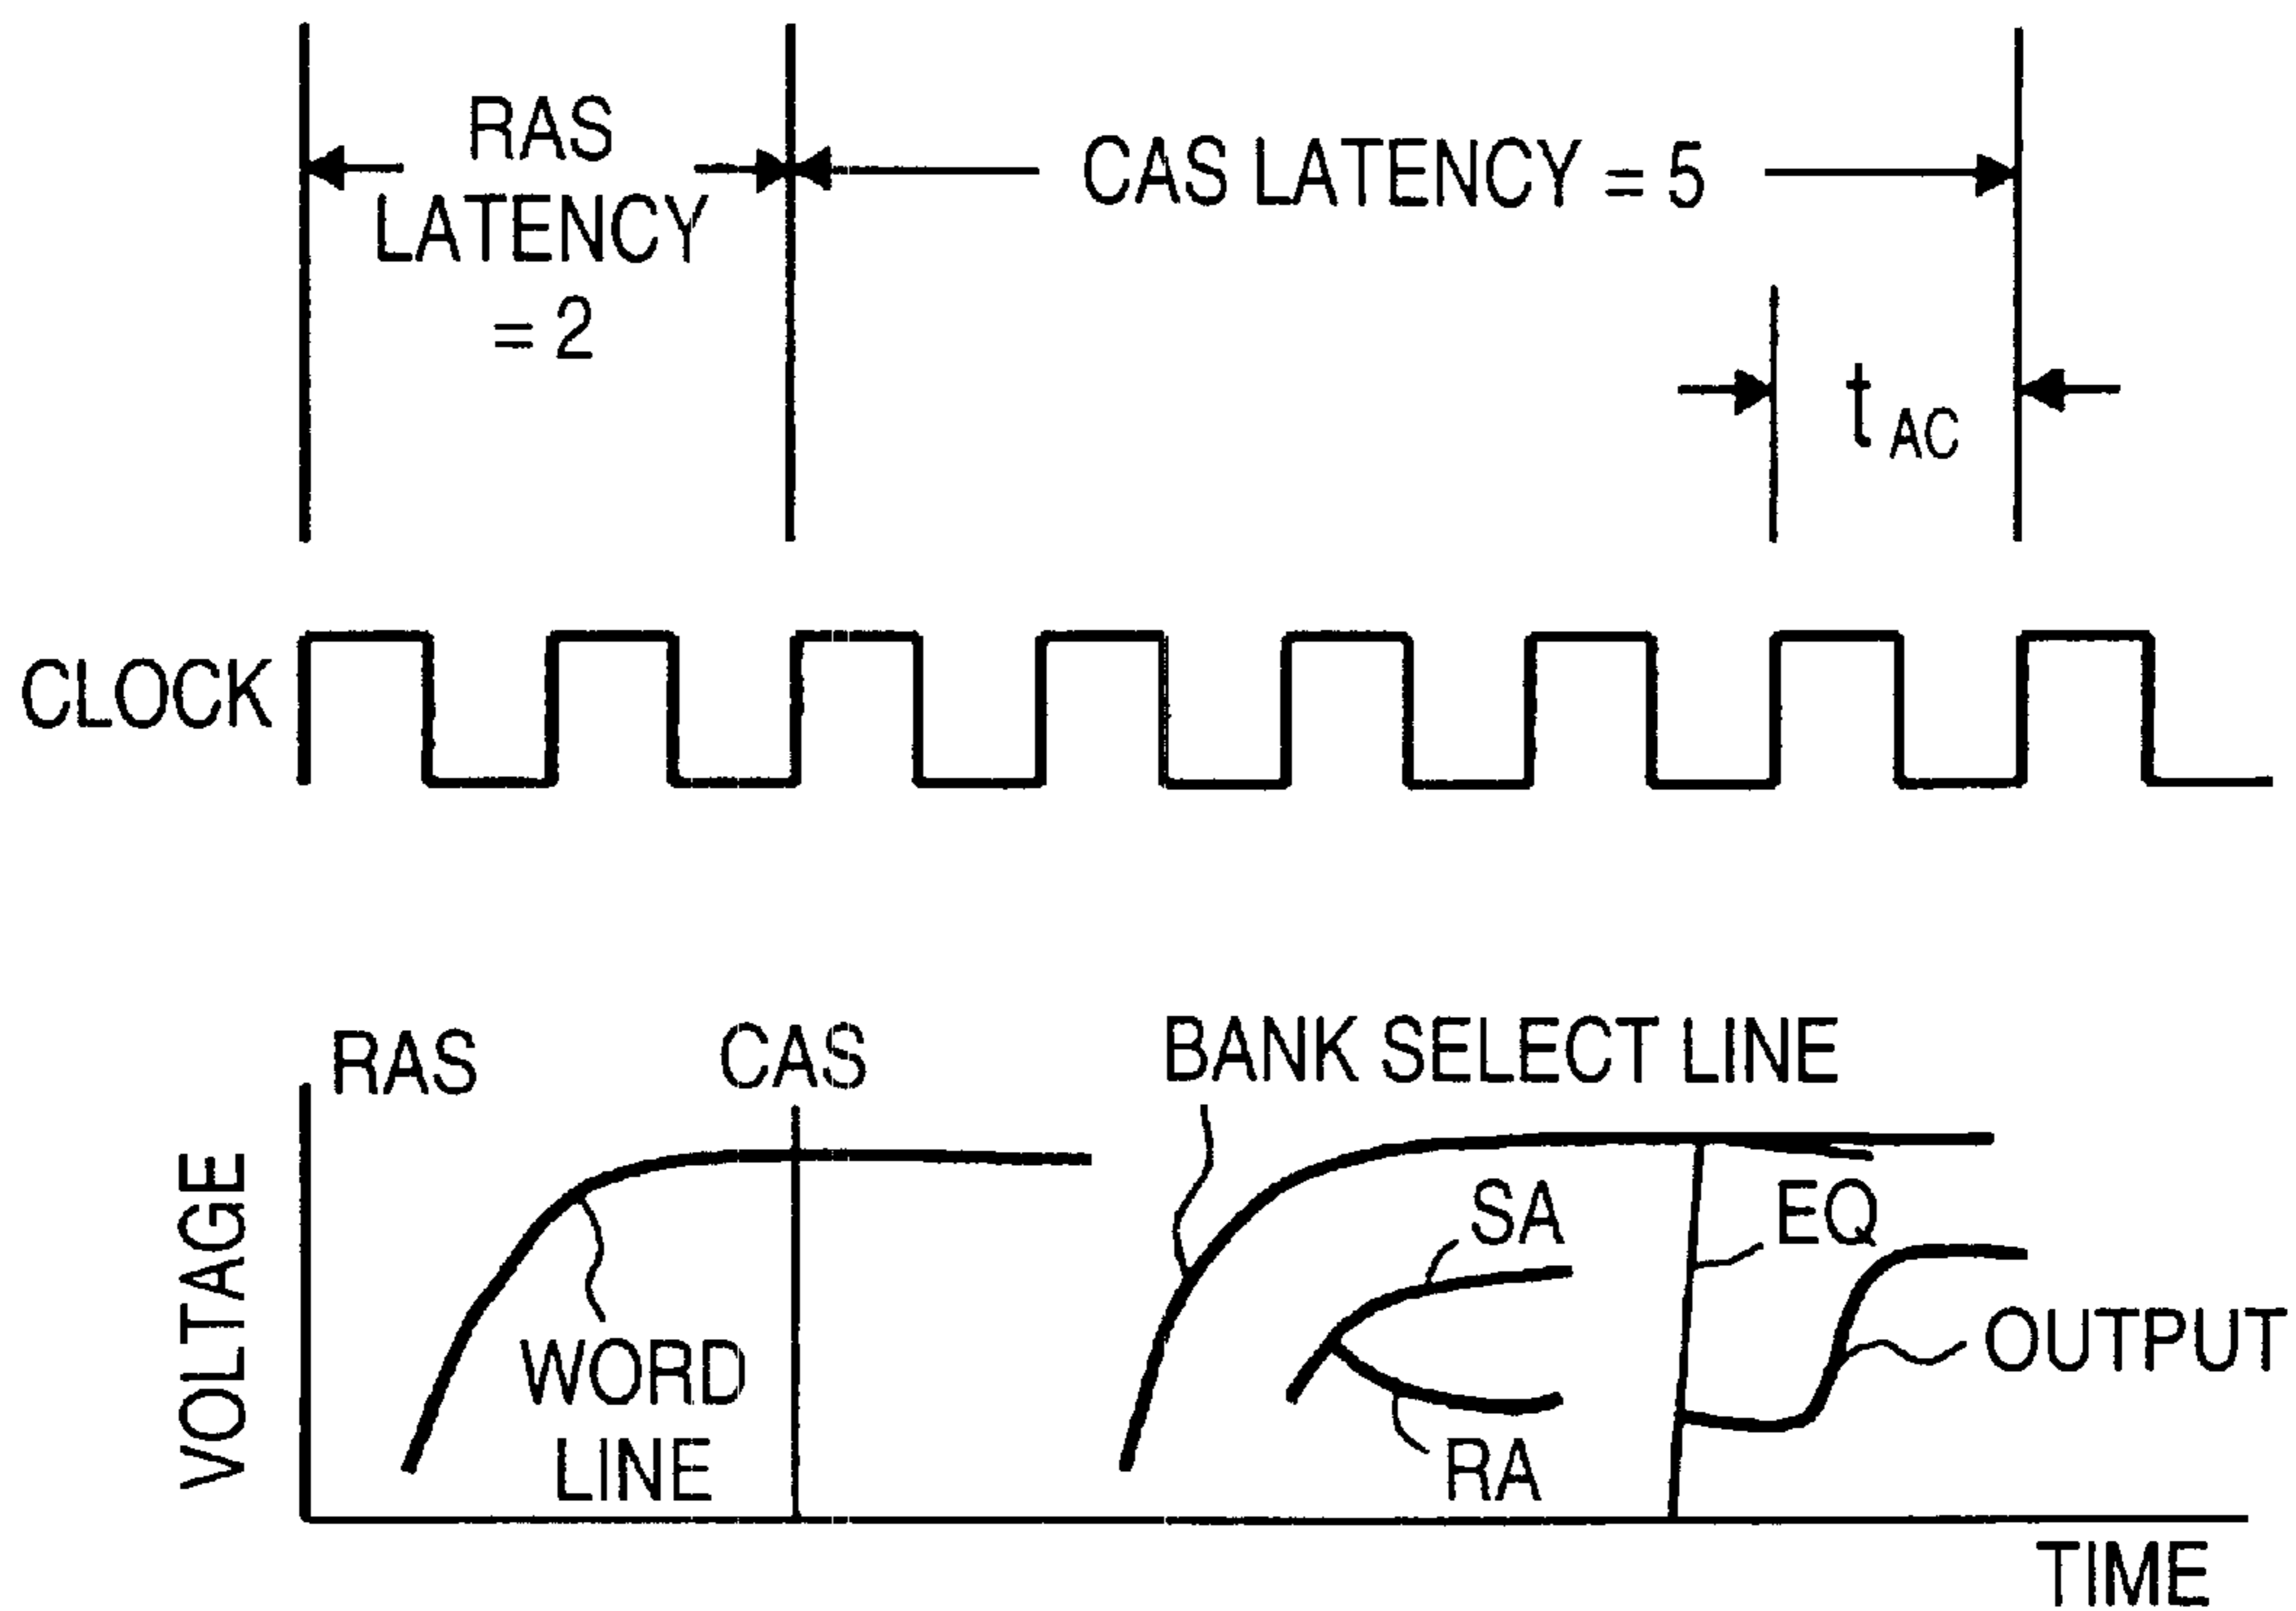 RAS
LATENCY
= 2
CAS LATENCY = 5
tAC
CLOCK
RAS
CAS
BANK SELECT LINE
VOLTAGE
SA
EQ
WORD
LINE
OUTPUT
RA
TIME